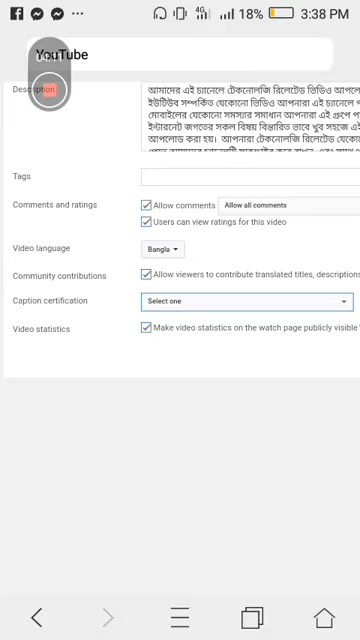 4G 18% 3:38 PM
YouTube
Description
আমাদের এই চ্যানেলে টেকনোলজি রিলেটেড ভিডিও আপলো
ইউটিউব সম্পর্কিত যেকোনো ভিডিও আপনারা এই চ্যানেলে প
মোবাইলের যেকোনো সমস্যার সমাধান আপনারা এই গ্রুপে প
ইন্টারনেট জগতের সকল বিষয় বিস্তারিত ভাবে খুব সহজে এই
আপলোড করা হয়। আপনারা টেকনোলজি রিলেটেড যেকো
Tags
Comments and ratings Allow comments Allow all comments
Users can view ratings for this video
Video language Bangla
Community contributions Allow viewers to contribute translated titles, descriptions
Caption certification Select one
Video statistics Make video statistics on the watch page publicly visible